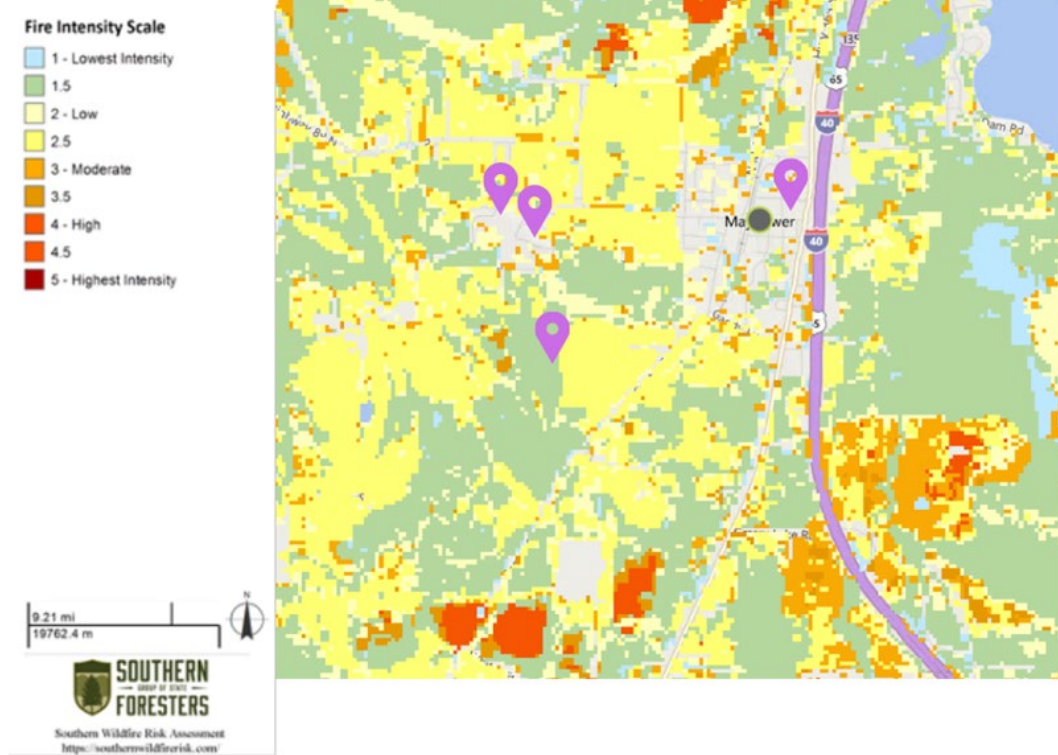 Fire Intensity Scale
1 - Lowest Intensity
1.5
2 - Low
2.5
3 - Moderate
3.5
4 - High
4.5
5 - Highest Intensity
9.21 mi
19762.4 m
N
SOUTHERN
GROUP OF STATE
FORESTERS
Southern Wildfire Risk Assessment
https://southernwildfirerisk.com/
65
40
am Rd
40